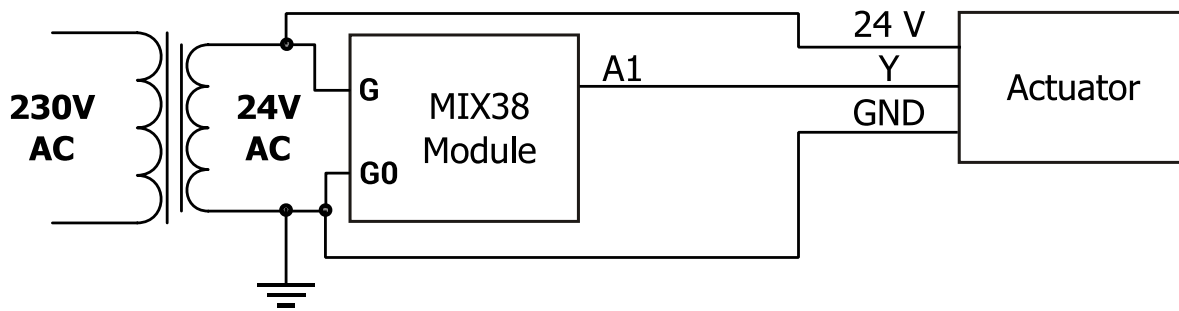 230V
AC
24V
AC
G
G0
MIX38
Module
A1
24 V
Y
GND
Actuator